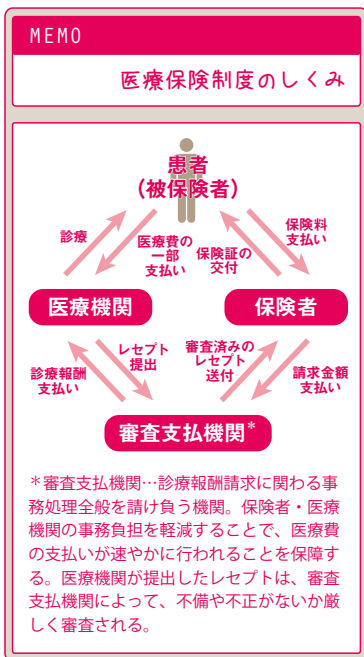 MEMO
医療保険制度のしくみ
患者
（被保険者）
診療
医療費の
一部
支払い
保険証の
交付
保険料
支払い
医療機関
保険者
診療報酬
支払い
レセプト
提出
審査済みの
レセプト
送付
請求金額
支払い
審査支払機関*
＊審査支払機関…診療報酬請求に関わる事
務処理全般を請け負う機関。保険者・医療
機関の事務負担を軽減することで、医療費
の支払いが速やかに行われることを保障す
る。医療機関が提出したレセプトは、審査
支払機関によって、不備や不正がないか厳
しく審査される。